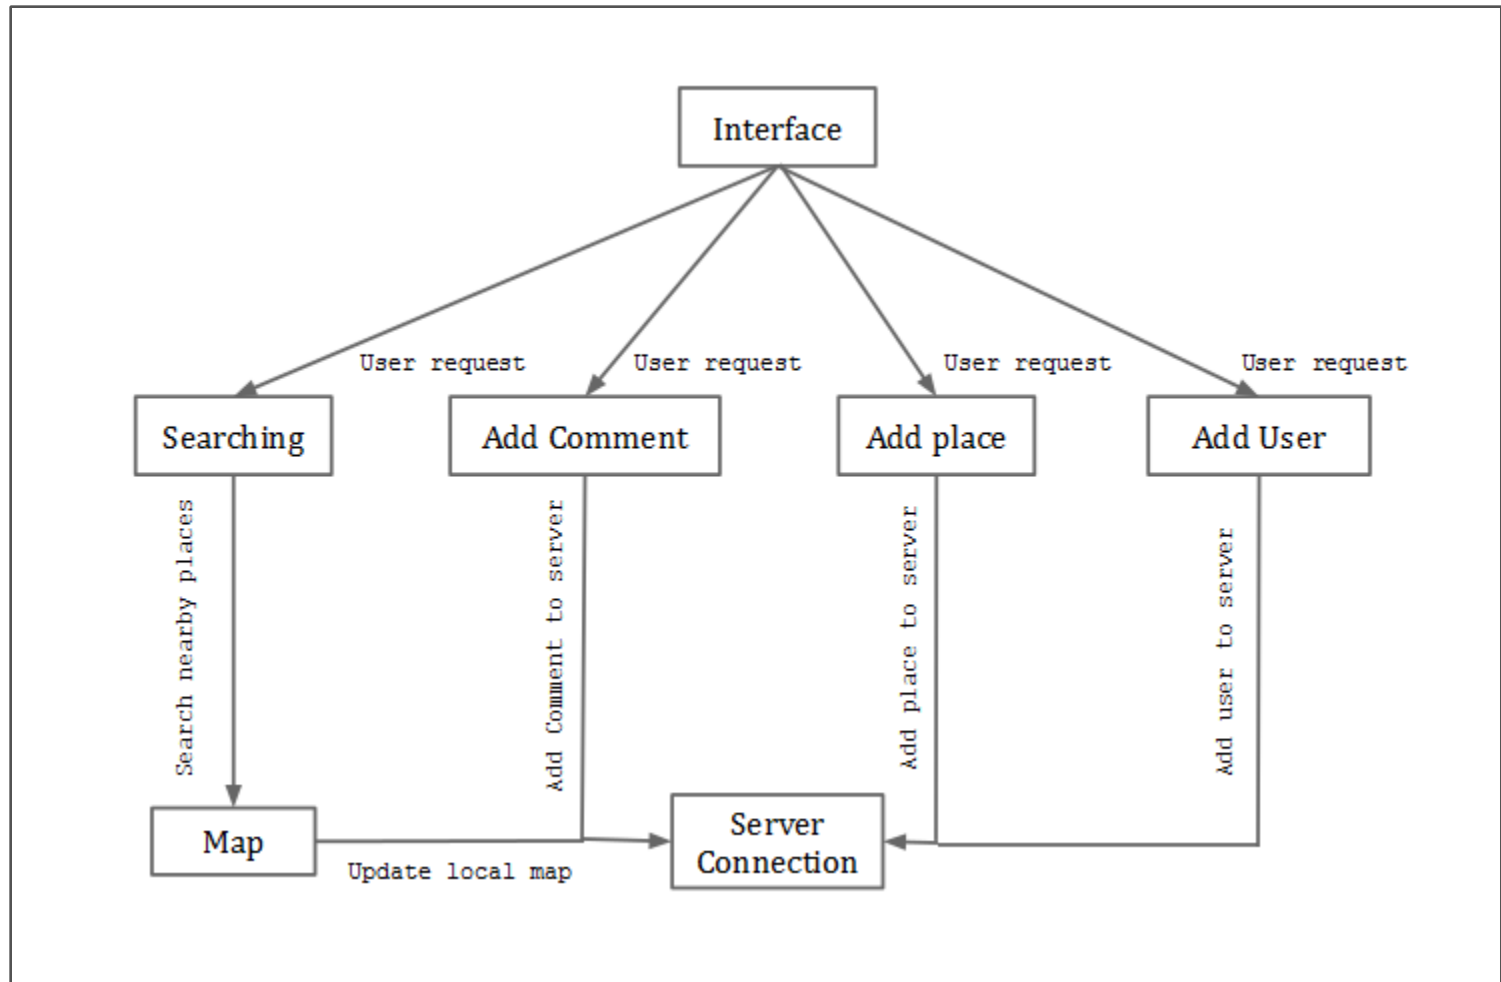 Interface
User request
User request
User request
User request
Searching
Add Comment
Add place
Add User
Search nearby places
Add Comment to server
Add place to server
Add user to server
Map
Update local map
Server
Connection